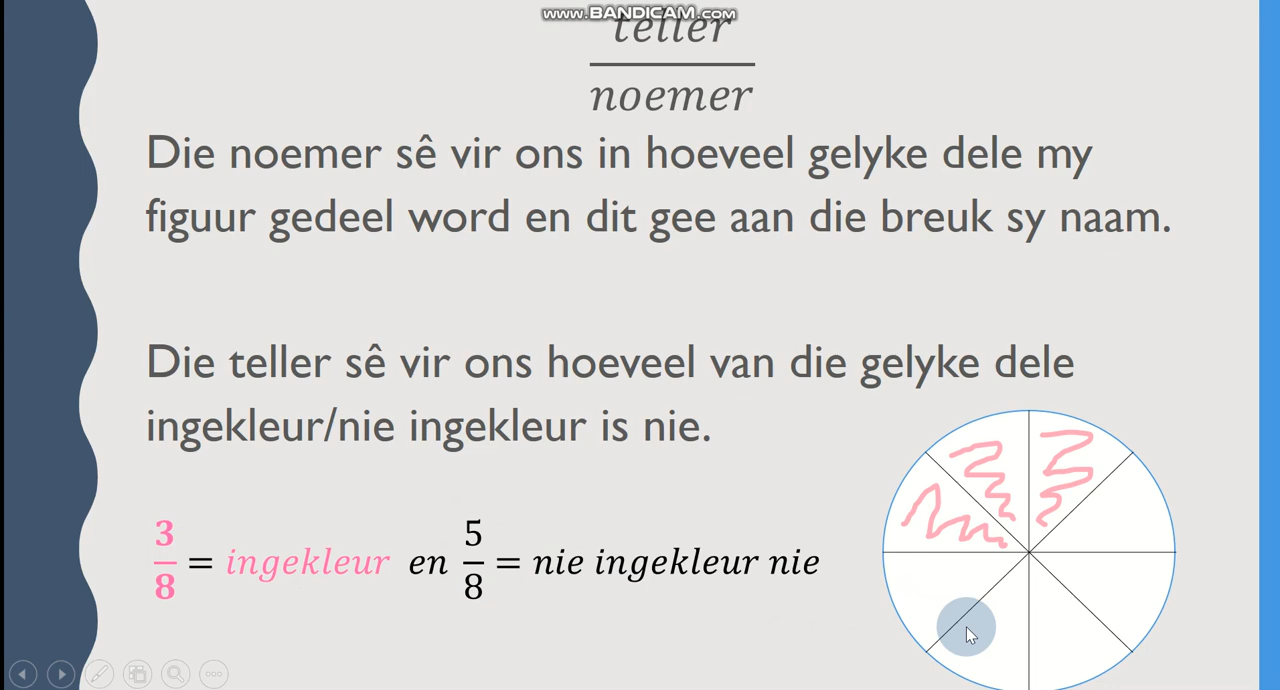 www.BANDICAM.com
teller
noemer
Die noemer sê vir ons in hoeveel gelyke dele my
figuur gedeel word en dit gee aan die breuk sy naam.
Die teller sê vir ons hoeveel van die gelyke dele
ingekleur/nie ingekleur is nie.
3/8 = ingekleur en 5/8 = nie ingekleur nie